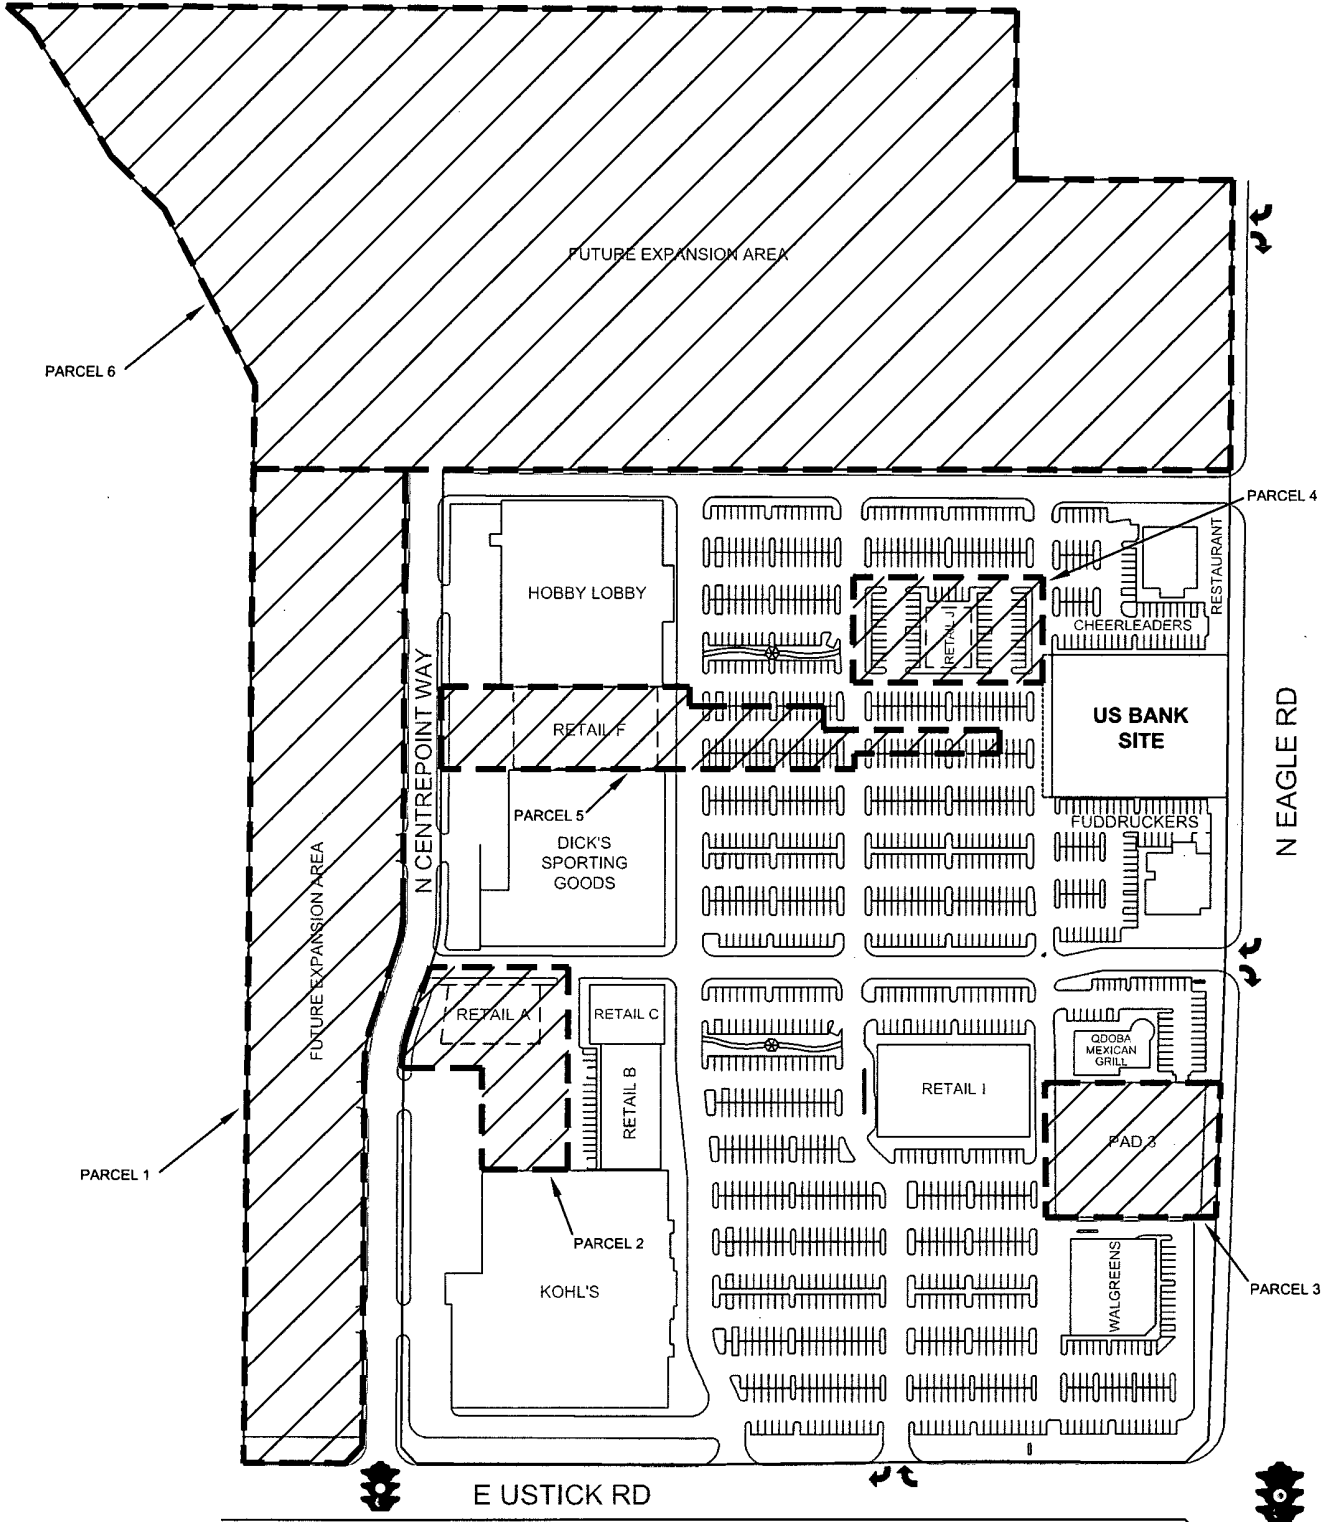 FUTURE EXPANSION AREA
PARCEL 6
PARCEL 4
HOBBY LOBBY
RETAIL J
RESTAURANT
CHEERLEADERS
N CENTREPOINT WAY
US BANK
SITE
N EAGLE RD
RETAIL F
PARCEL 5
FUDDRUCKERS
DICK'S
SPORTING
GOODS
FUTURE EXPANSION AREA
RETAIL A
RETAIL C
QDOBA
MEXICAN
GRILL
RETAIL B
RETAIL I
PAD 3
PARCEL 1
PARCEL 2
KOHL'S
WALGREENS
PARCEL 3
E USTICK RD